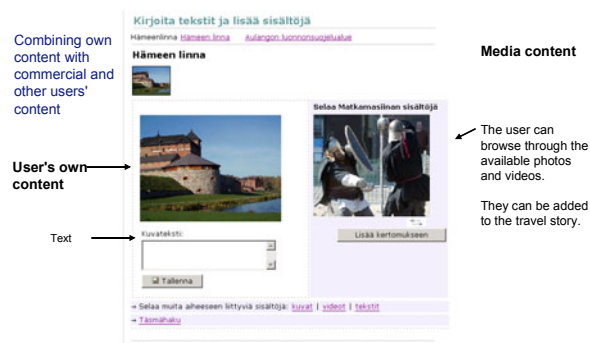 Kirjoita tekstit ja lisää sisältöjä
Hämeenlinna Hämeen linna Aulangon luonnonsuojelualue
Hämeen linna
Combining own
content with
commercial and
other users'
content
User's own
content
Text
Kuvateksti:
Tallenna
Selaa Matkamasiinan sisältöjä
Lisää kertomukseen
→ Selaa muita aiheeseen liittyviä sisältöjä: kuvat | videot | tekstit
→ Täsmähaku
Media content
The user can
browse through the
available photos
and videos.
They can be added
to the travel story.